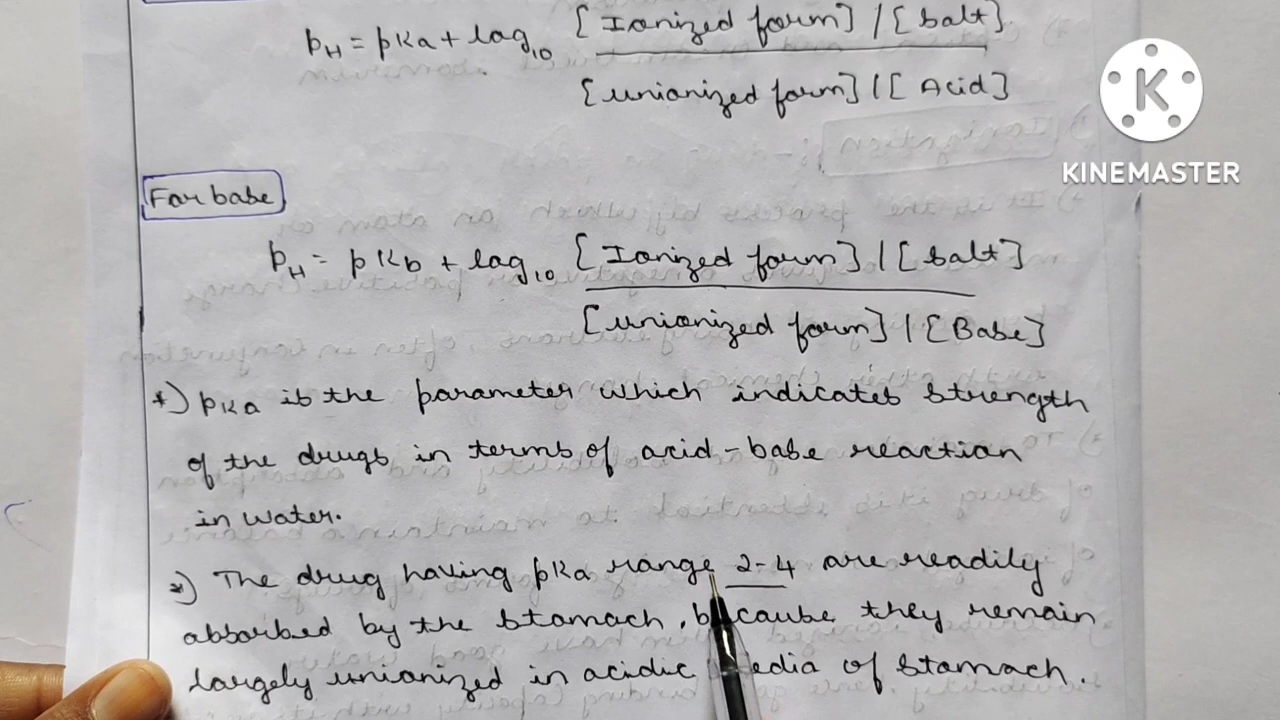 pH = pKa + log10 [Ionized form] / [salt]
[unionized form] / [Acid]
K
KINEMASTER
For base
pH = pKb + log10 [Ionized form] / [salt]
[unionized form] / [Base]
*) pKa is the parameter which indicates strength
of the drugs in terms of acid-base reaction
in water.
*) The drug having pKa range 2-4 are readily
absorbed by the stomach, because they remain
largely unionized in acidic media of stomach.